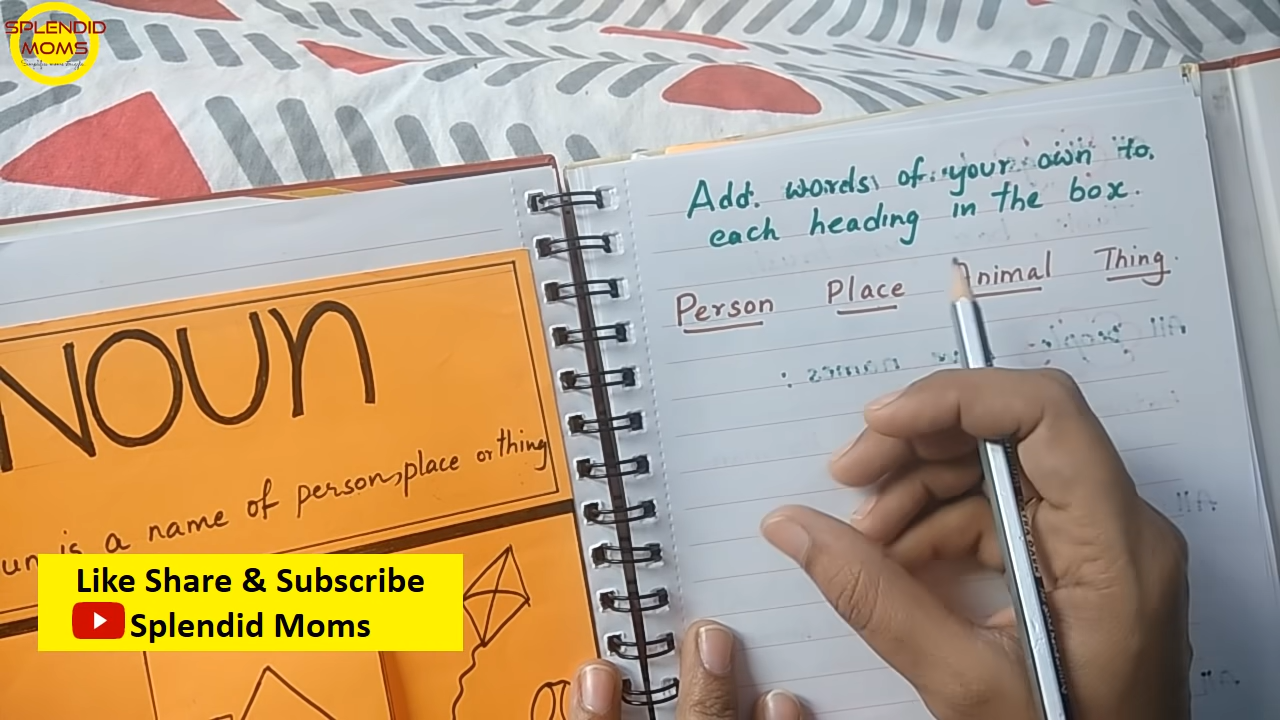 SPLENDID
MOMS
NOUN
un is a name of person, place or thing
Like Share & Subscribe
Splendid Moms
Add words of your own to
each heading in the box.
Person Place Animal Thing
names :